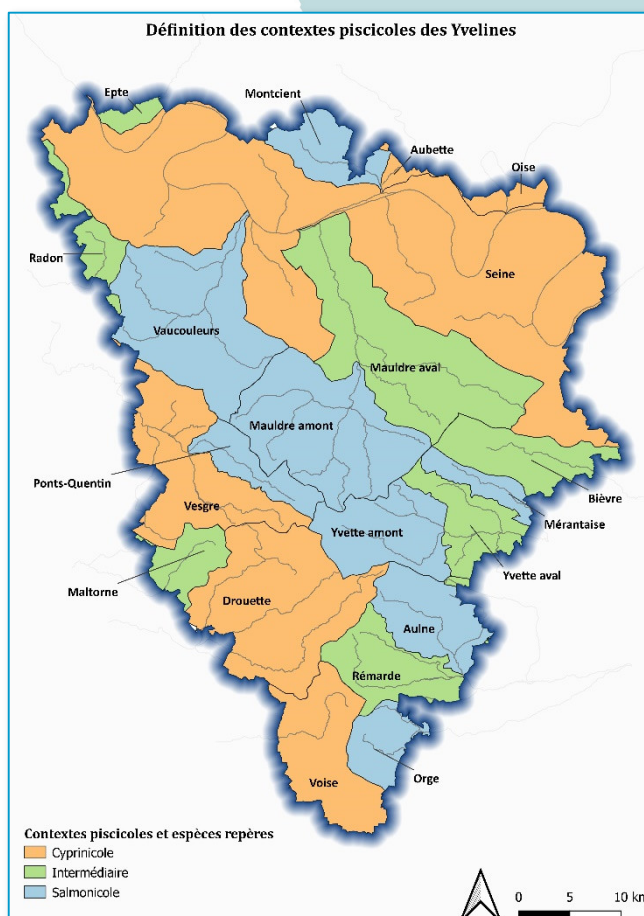 Définition des contextes piscicoles des Yvelines
Epte
Montcient
Aubette
Oise
Radon
Seine
Vaucouleurs
Mauldre aval
Mauldre amont
Ponts-Quentin
Bièvre
Vesgre
Mérantaise
Yvette amont
Yvette aval
Maltorne
Drouette
Aulne
Rémarde
Orge
Voise
Contextes piscicoles et espèces repères
Cyprinicole
Intermédiaire
Salmonicole
0 5 10 km